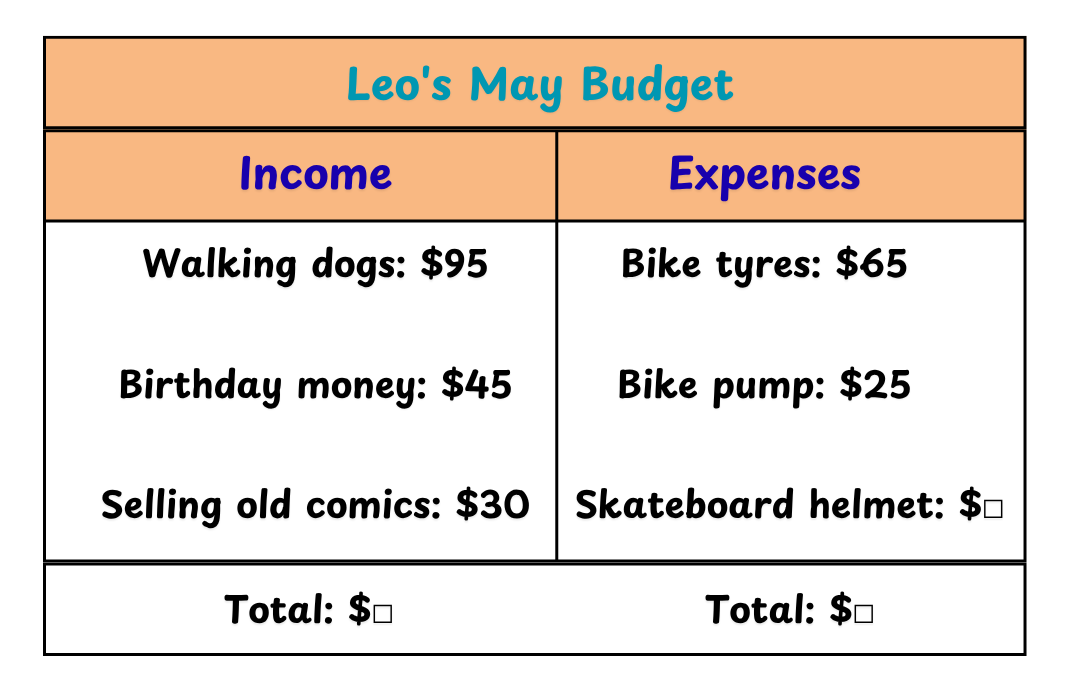 Leo's May Budget
Income
Expenses
Walking dogs: $95
Bike tyres: $65
Birthday money: $45
Bike pump: $25
Selling old comics: $30
Skateboard helmet: $□
Total: $□
Total: $□